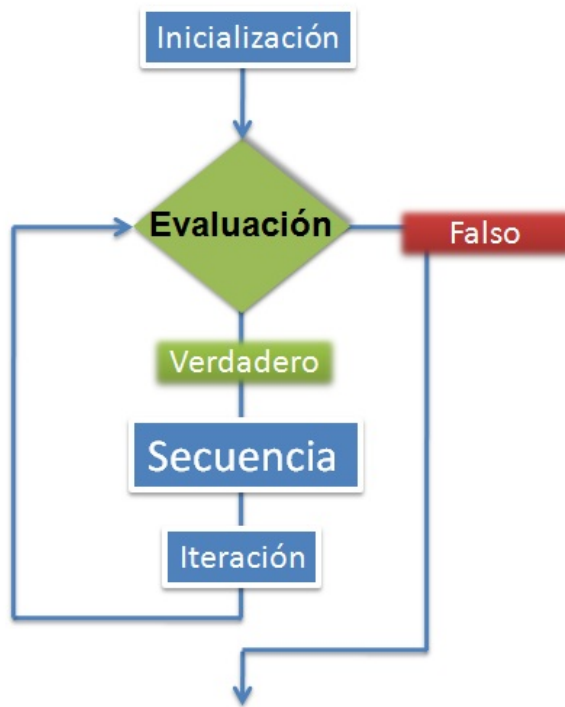 Inicialización
Evaluación
Falso
Verdadero
Secuencia
Iteración